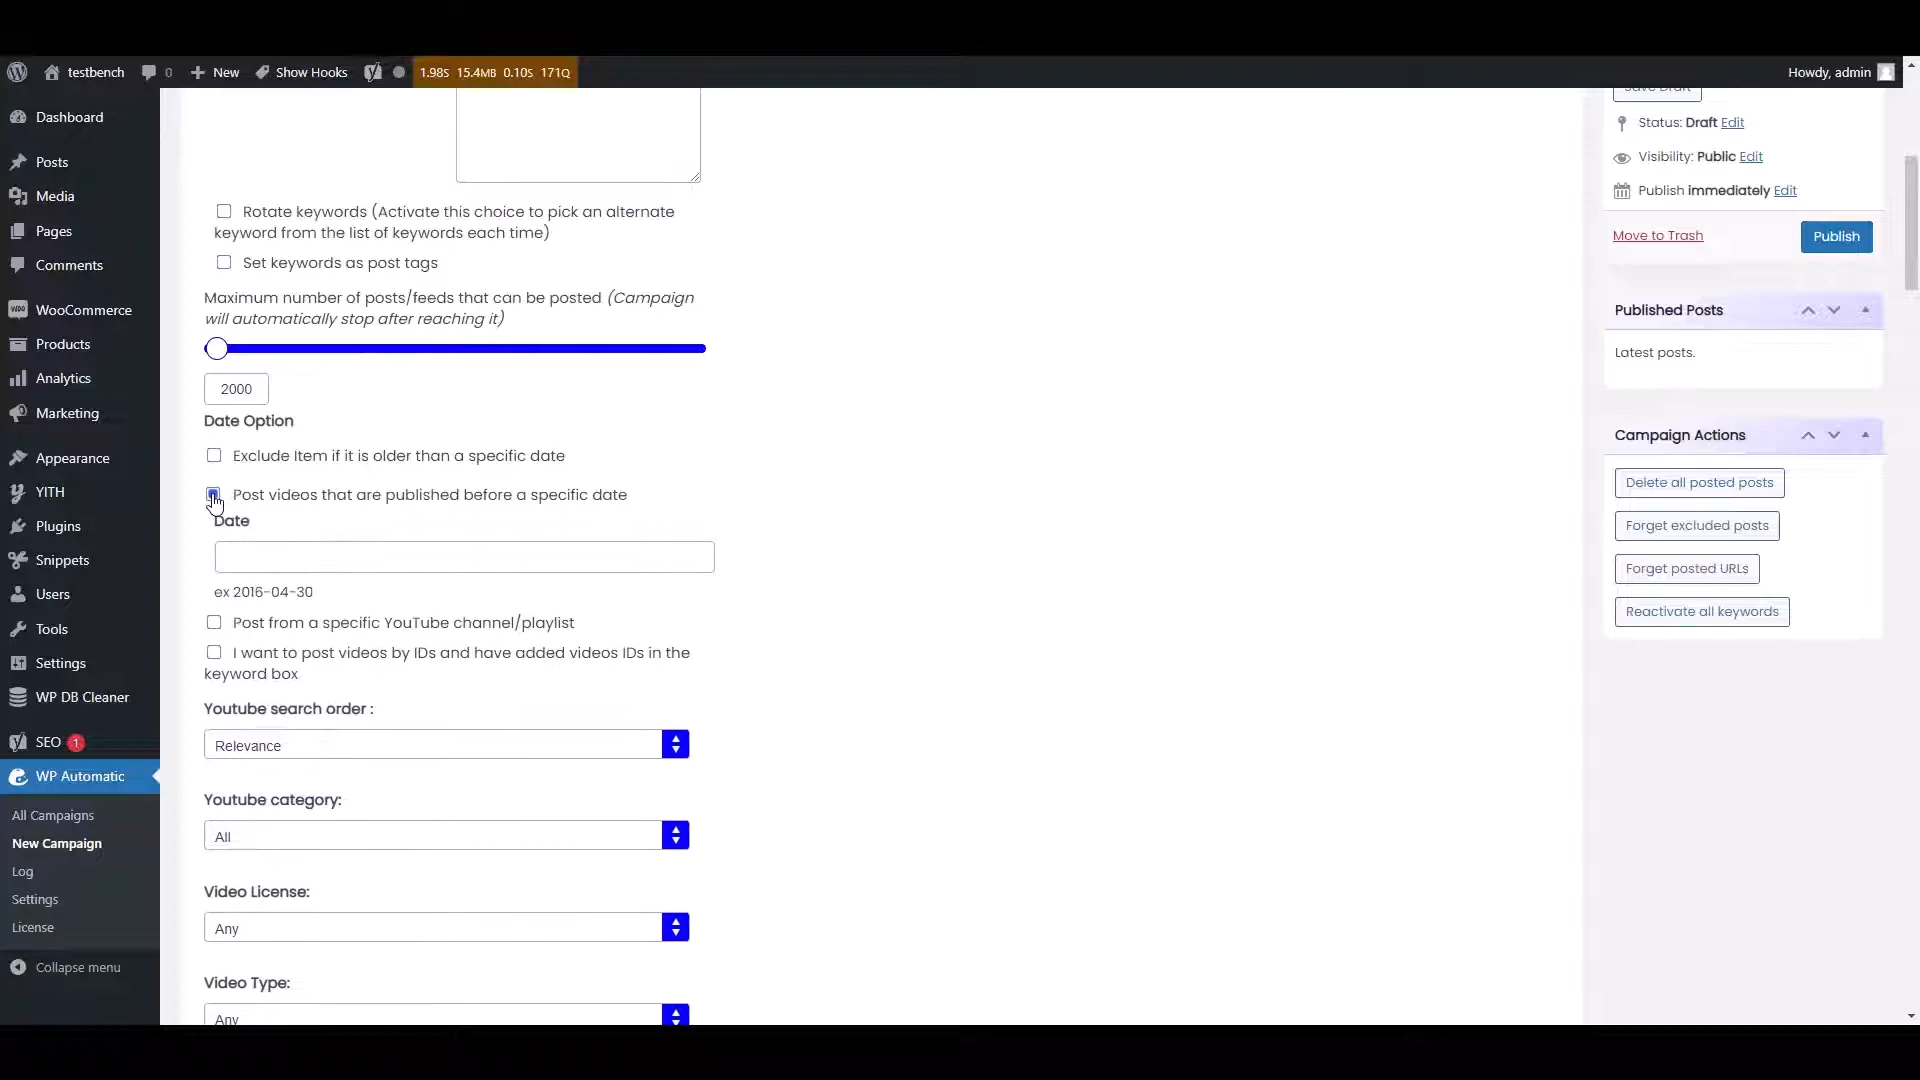 testbench
0
New
Show Hooks
1.98S 15.4MB 0.10S 171Q
Howdy, admin
Dashboard
Posts
Media
Pages
Comments
WooCommerce
Products
Analytics
Marketing
Appearance
YITH
Plugins
Snippets
Users
Tools
Settings
WP DB Cleaner
SEO 1
WP Automatic
All Campaigns
New Campaign
Log
Settings
License
Collapse menu
Rotate keywords (Activate this choice to pick an alternate
keyword from the list of keywords each time)
Set keywords as post tags
Maximum number of posts/feeds that can be posted (Campaign
will automatically stop after reaching it)
2000
Date Option
Exclude Item if it is older than a specific date
Post videos that are published before a specific date
Date
ex 2016-04-30
Post from a specific YouTube channel/playlist
I want to post videos by IDs and have added videos IDs in the
keyword box
Youtube search order :
Relevance
Youtube category:
All
Video License:
Any
Video Type:
Any
Save Draft
Status: Draft Edit
Visibility: Public Edit
Publish immediately Edit
Move to Trash
Publish
Published Posts
Latest posts.
Campaign Actions
Delete all posted posts
Forget excluded posts
Forget posted URLs
Reactivate all keywords